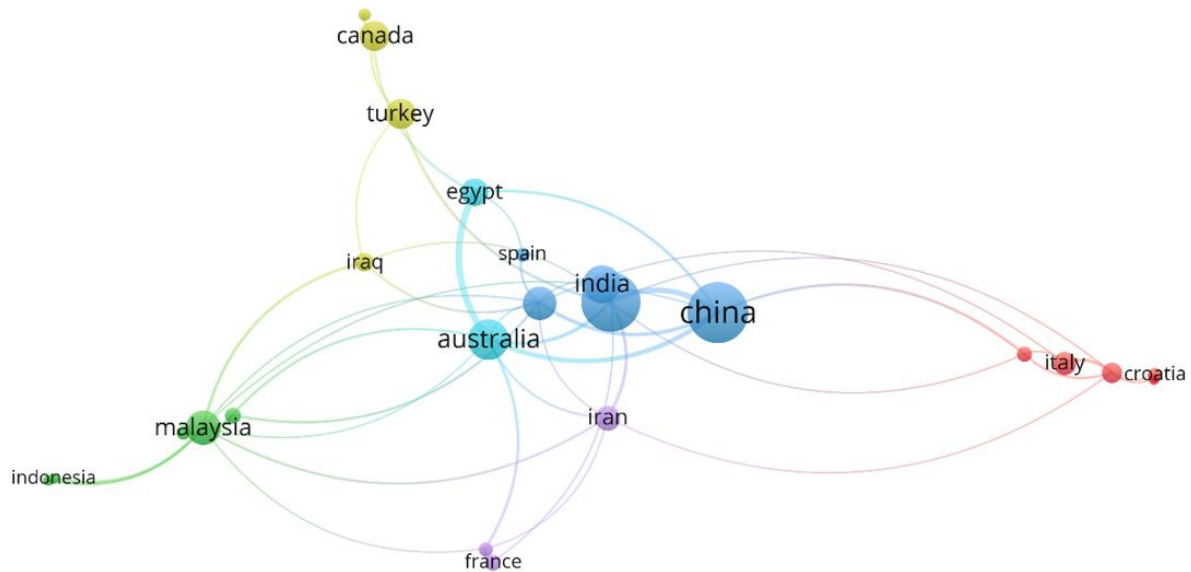 canada
turkey
egypt
spain
iraq
india
china
australia
italy
croatia
iran
malaysia
indonesia
france